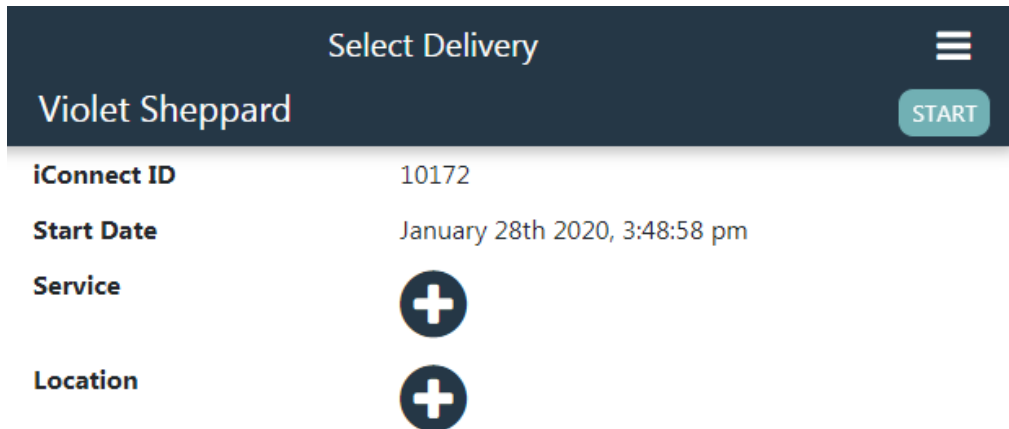 Select Delivery
Violet Sheppard START
iConnect ID 10172
Start Date January 28th 2020, 3:48:58 pm
Service
Location